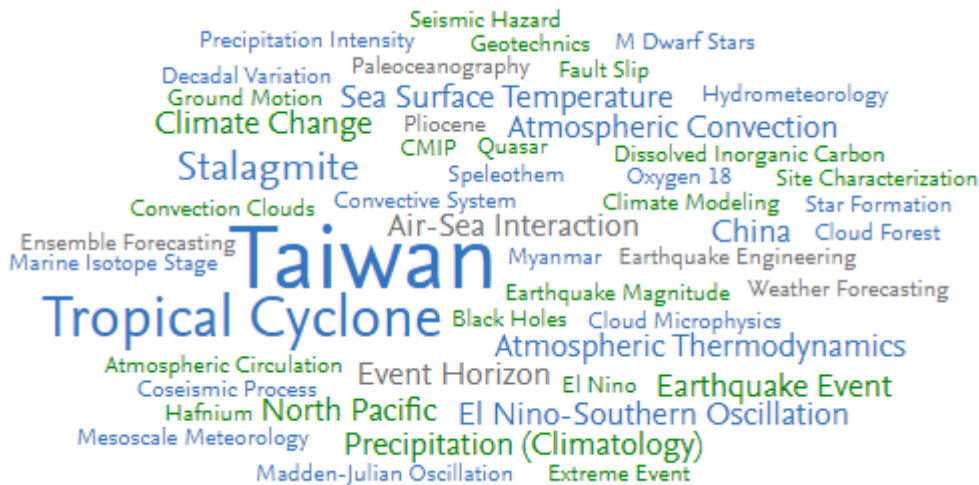 Seismic Hazard
Precipitation Intensity Geotechnics M Dwarf Stars
Decadal Variation Paleoceanography Fault Slip
Ground Motion Sea Surface Temperature Hydrometeorology
Climate Change Pliocene Atmospheric Convection
CMIP Quasar Dissolved Inorganic Carbon
Stalagmite Speleothem Oxygen 18 Site Characterization
Convection Clouds Convective System Climate Modeling Star Formation
Air-Sea Interaction China Cloud Forest
Ensemble Forecasting Taiwan Myanmar Earthquake Engineering
Marine Isotope Stage
Earthquake Magnitude Weather Forecasting
Tropical Cyclone Black Holes Cloud Microphysics
Atmospheric Thermodynamics
Atmospheric Circulation Event Horizon El Nino Earthquake Event
Coseismic Process
Hafnium North Pacific El Nino-Southern Oscillation
Mesoscale Meteorology Precipitation (Climatology)
Madden-Julian Oscillation Extreme Event